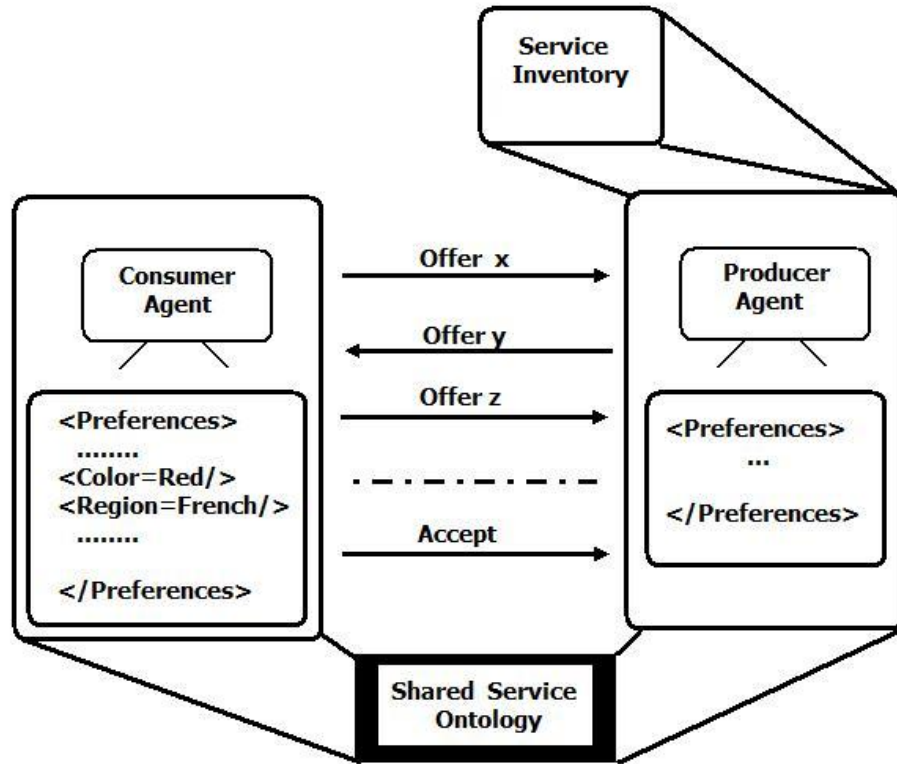 Service
Inventory
Consumer
Agent
<Preferences>
........
<Color=Red/>
<Region=French/>
........
</Preferences>
Offer x
Offer y
Offer z
Accept
Producer
Agent
<Preferences>
...
</Preferences>
Shared Service
Ontology